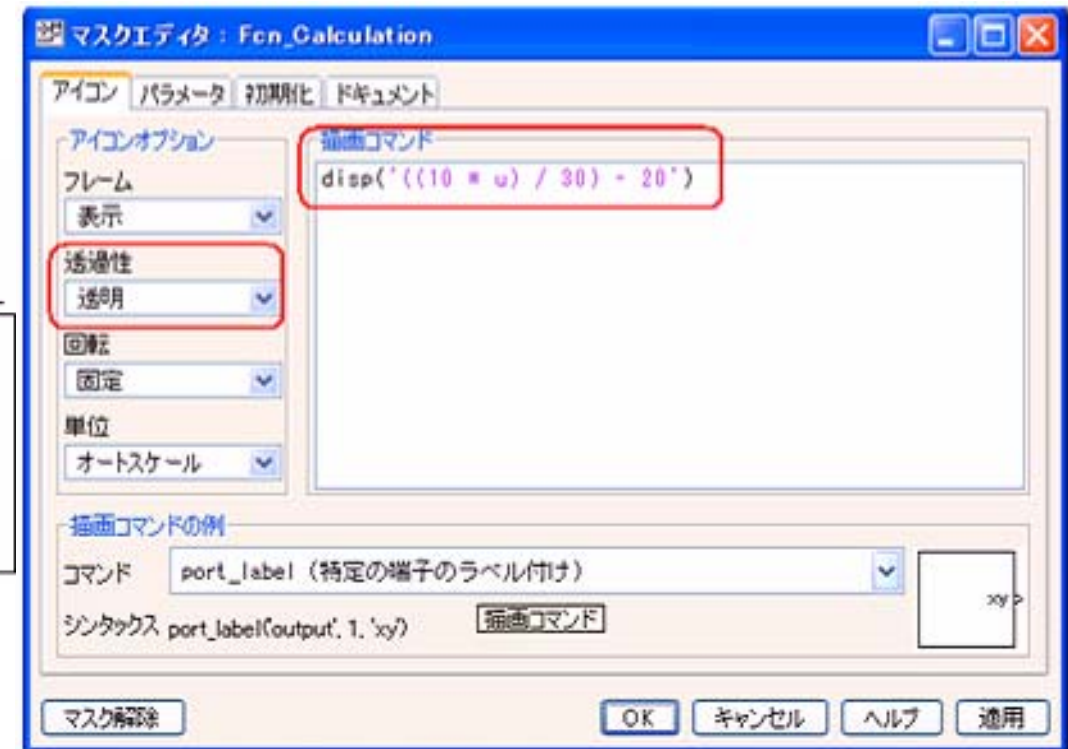 マスクエディタ : Fcn_Calculation
アイコン パラメータ 初期化 ドキュメント
アイコンオプション
フレーム
表示
透過性
透明
回転
固定
単位
オートスケール
描画コマンド
disp('((10 * u) / 30) - 20')
描画コマンドの例
コマンド port_label (特定の端子のラベル付け)
シンタックス port_label('output', 1, 'xy')
描画コマンド
xy >
マスク解除 OK キャンセル ヘルプ 適用